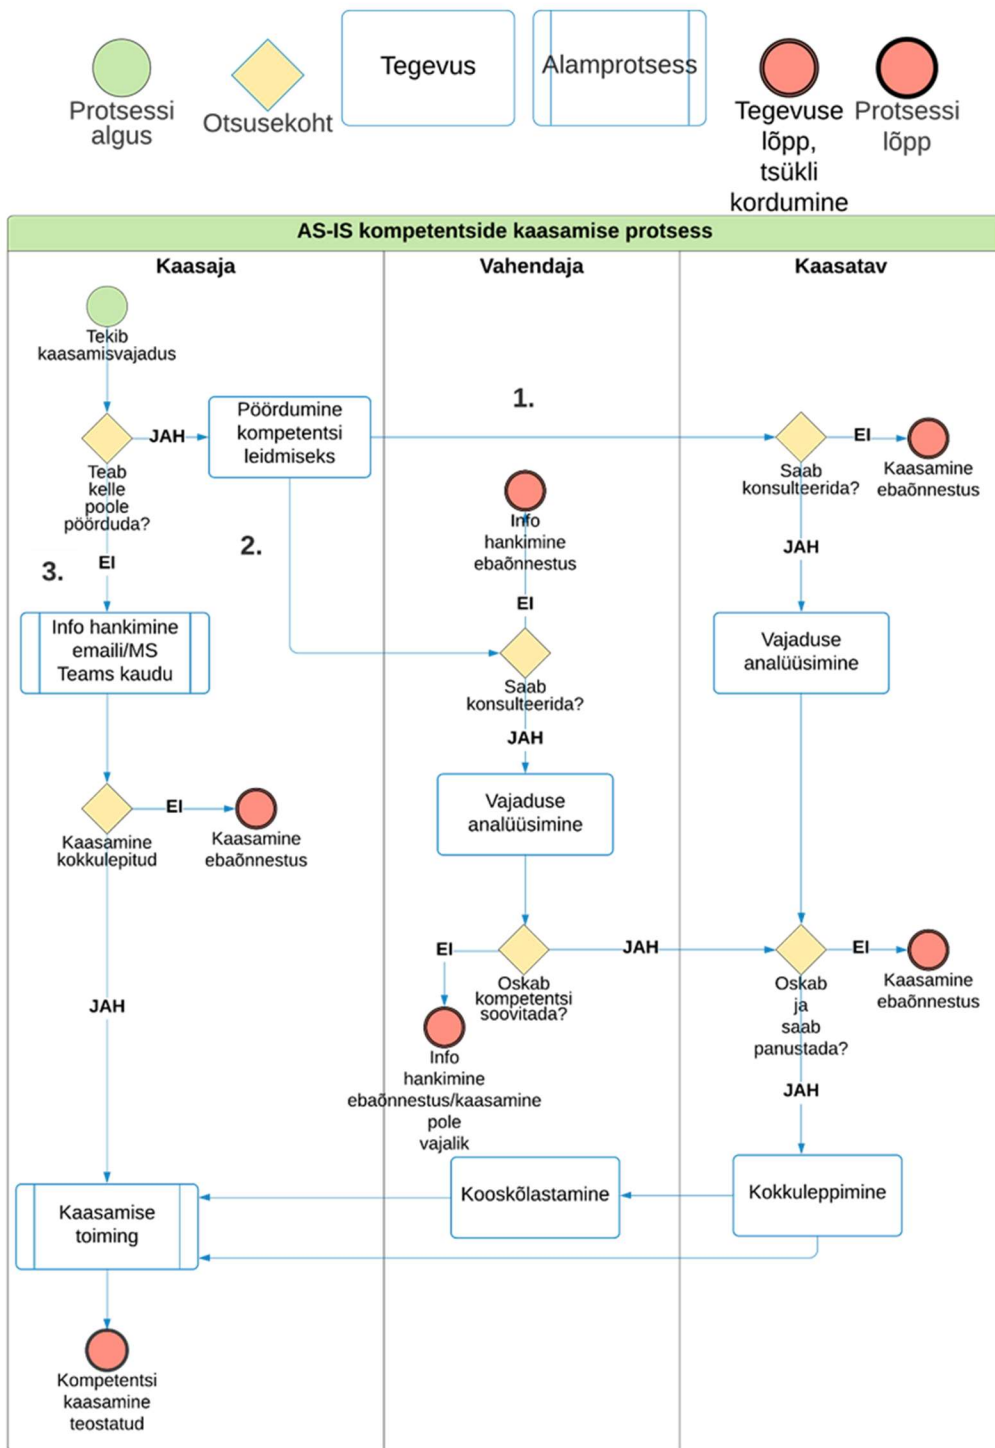 Protsessi
algus
Otsusekoht
Tegevus
Alamprotsess
Tegevuse
lõpp,
tsükli
kordumine
Protsessi
lõpp
AS-IS kompetentside kaasamise protsess
Kaasaja
Vahendaja
Kaasatav
Tekib
kaasamisvajadus
Teab
kelle
poole
pöörduda?
JAH
Pöördumine
kompetentsi
leidmiseks
1.
Saab
konsulteerida?
EI
Kaasamine
ebaõnnestus
JAH
Vajaduse
analüüsimine
2.
Info
hankimine
ebaõnnestus
EI
Saab
konsulteerida?
JAH
Vajaduse
analüüsimine
3.
EI
Info hankimine
emaili/MS
Teams kaudu
Kaasamine
kokkulepitud
EI
Kaasamine
ebaõnnestus
JAH
EI
Oskab
kompetentsi
soovitada?
JAH
Info
hankimine
ebaõnnestus/kaasamine
pole
vajalik
Oskab
ja
saab
panustada?
EI
Kaasamine
ebaõnnestus
JAH
Kokkuleppimine
Kooskõlastamine
Kaasamise
toiming
Kompetentsi
kaasamine
teostatud